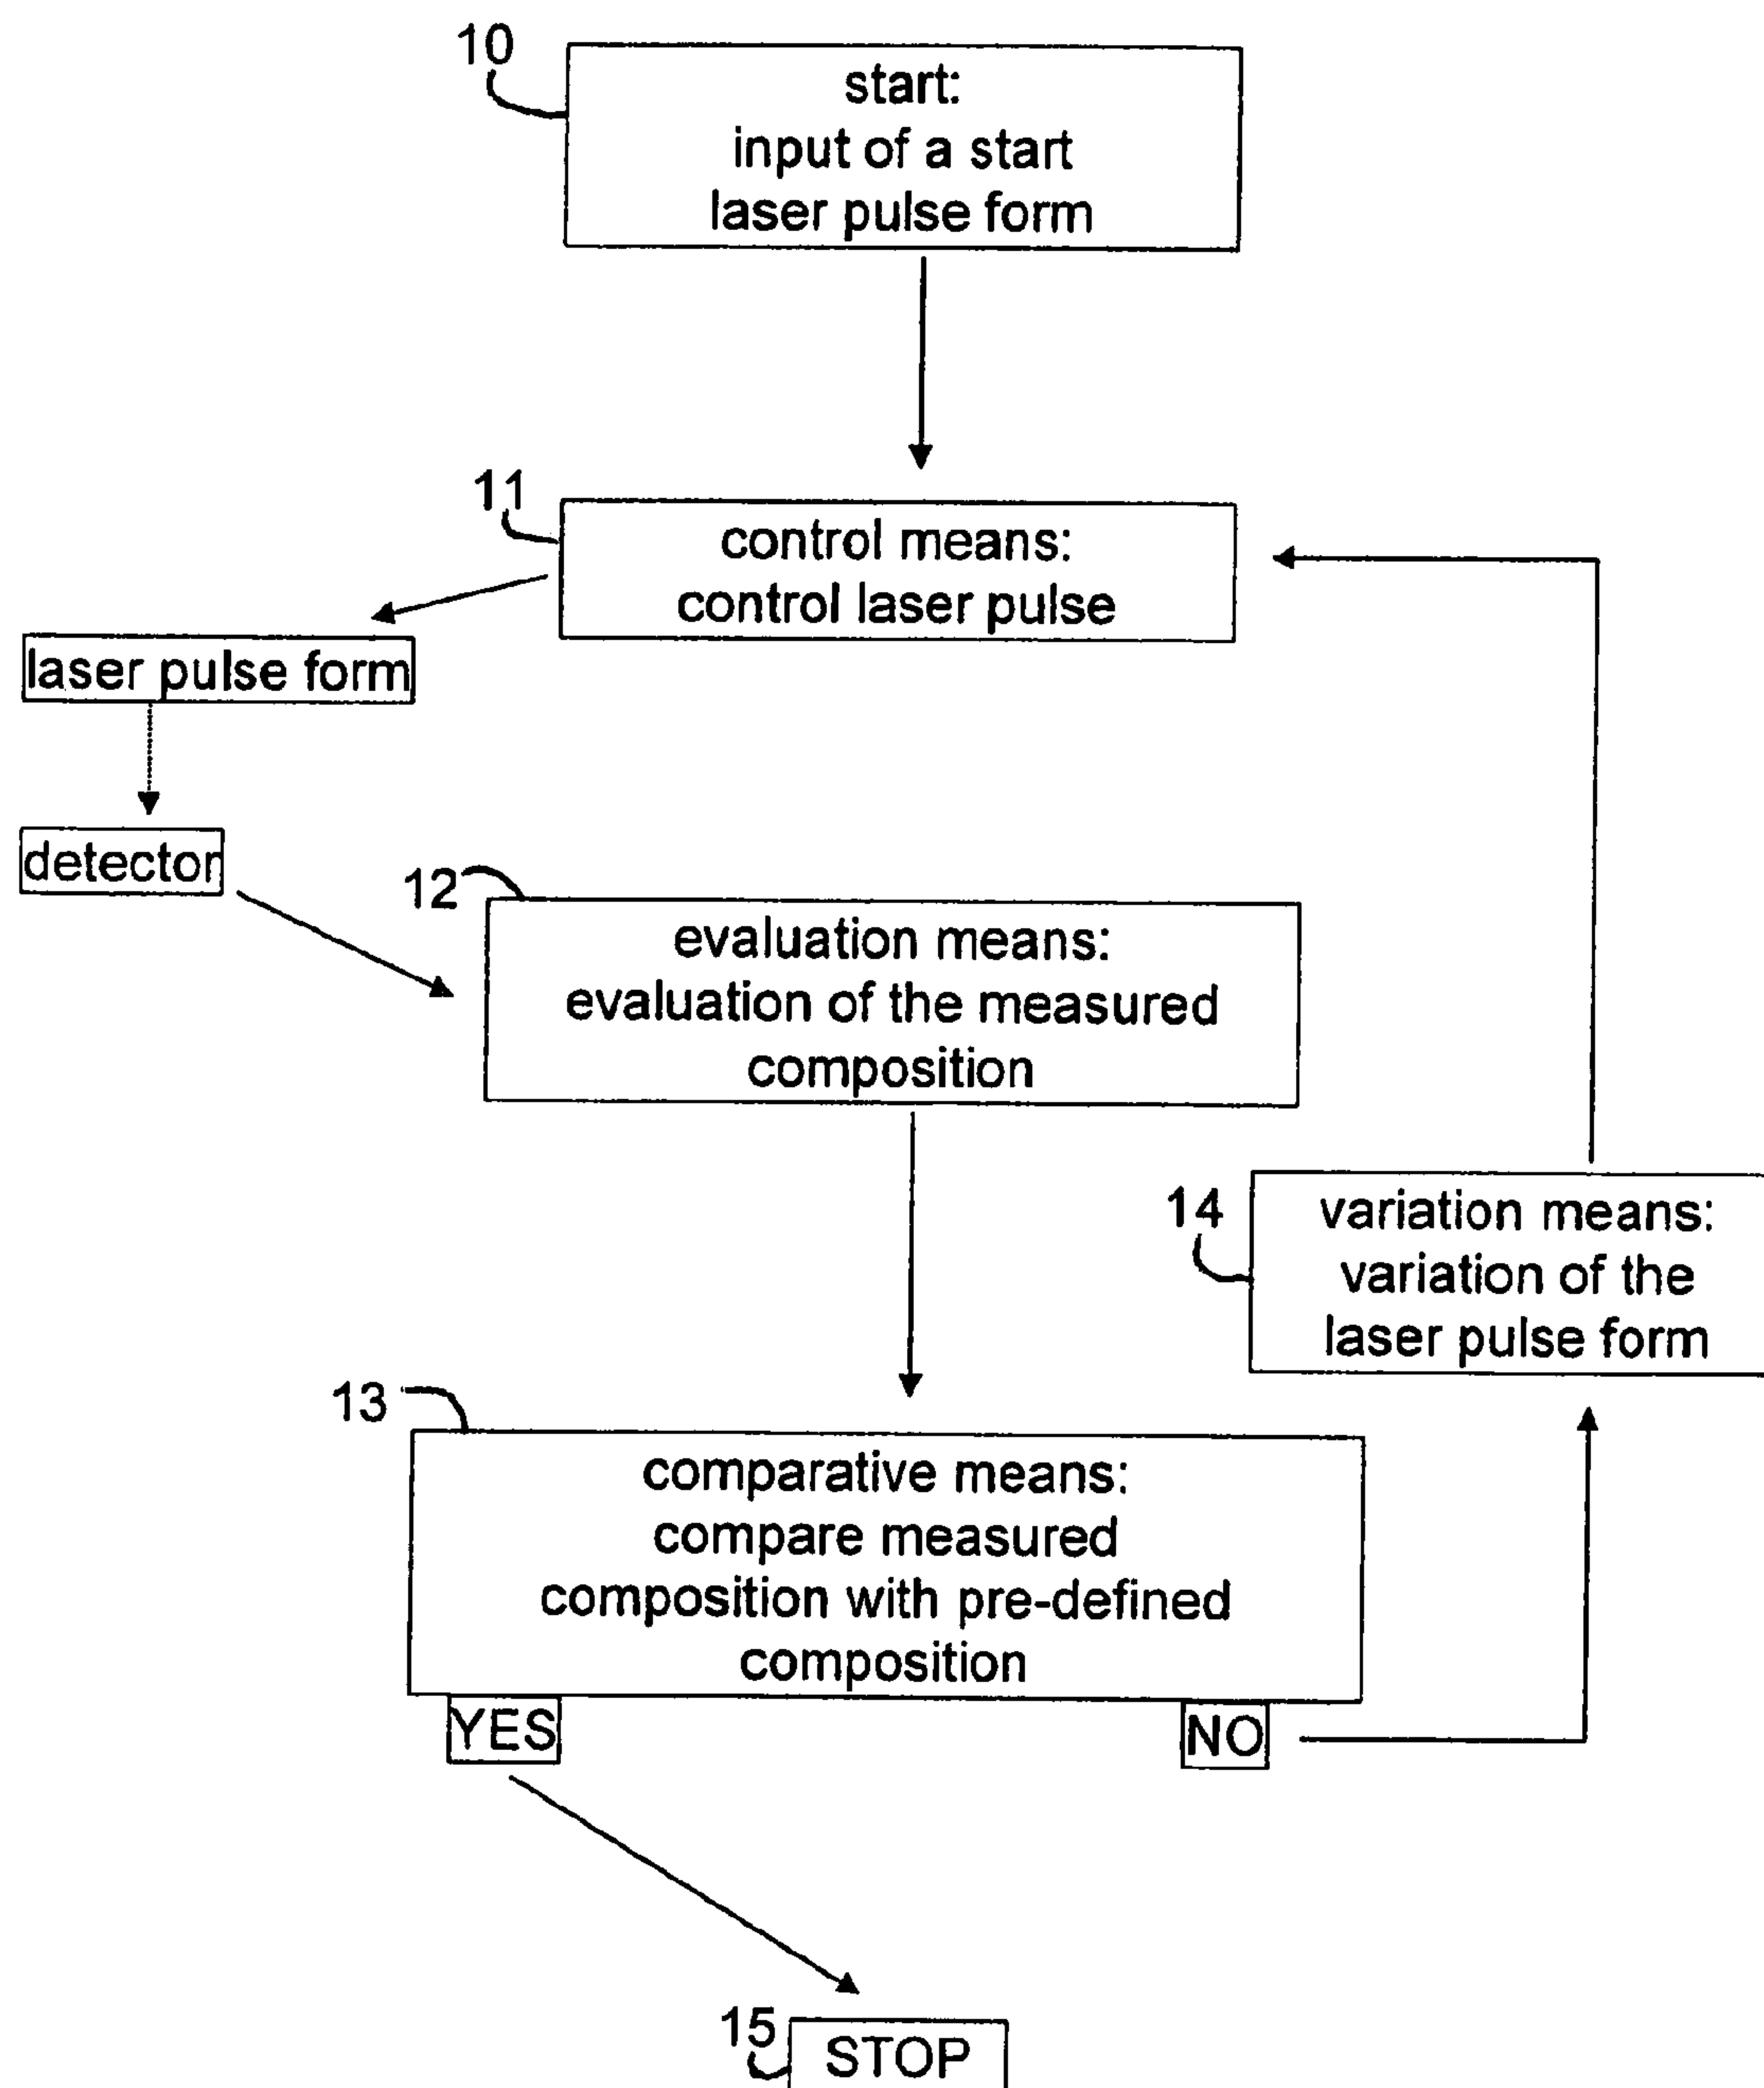 10
start:
input of a start
laser pulse form
11
control means:
control laser pulse
laser pulse form
detector
12
evaluation means:
evaluation of the measured
composition
14
variation means:
variation of the
laser pulse form
13
comparative means:
compare measured
composition with pre-defined
composition
YES
NO
15
STOP